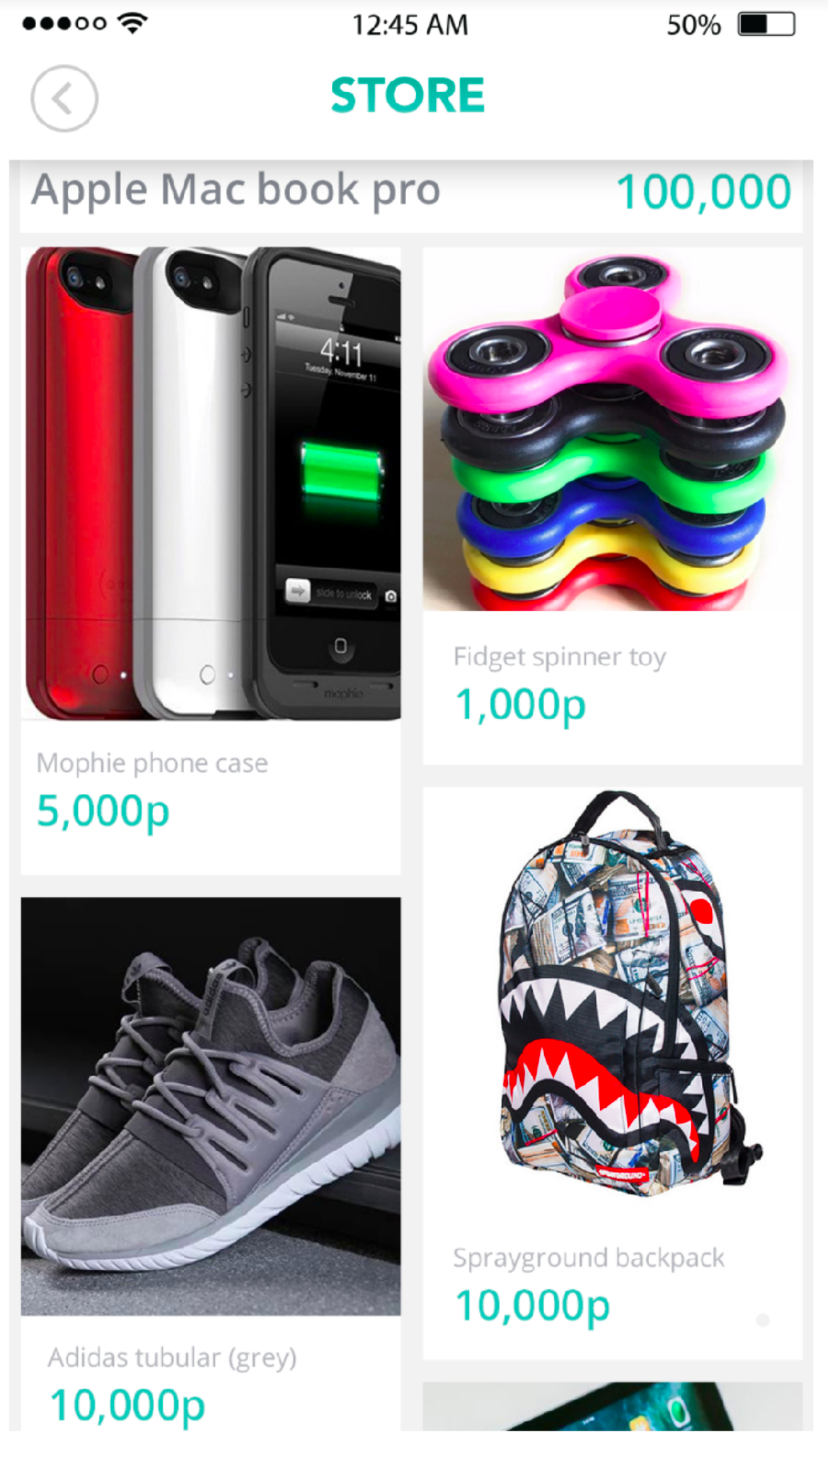 12:45 AM
50%
STORE
Apple Mac book pro
100,000
4:11
Tuesday, November 11
slide to unlock
mophie
Fidget spinner toy
1,000p
Mophie phone case
5,000p
Sprayground backpack
10,000p
Adidas tubular (grey)
10,000p